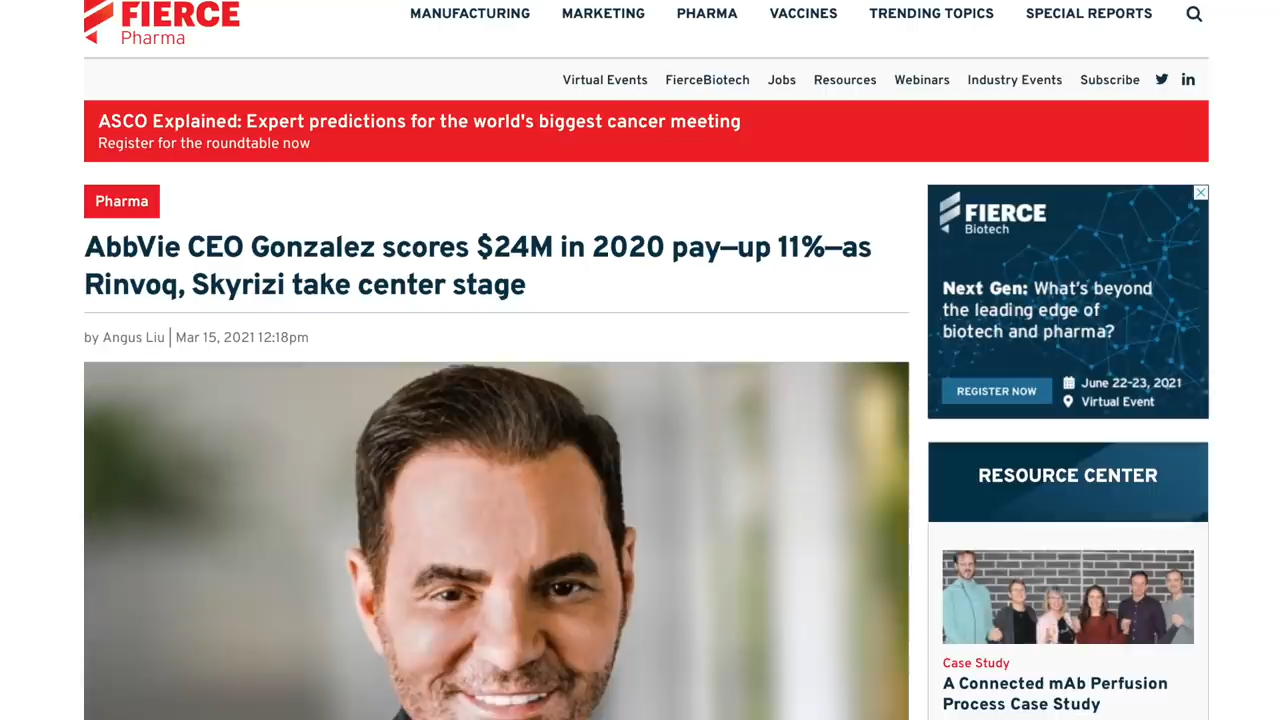 FIERCE
Pharma
MANUFACTURING MARKETING PHARMA VACCINES TRENDING TOPICS SPECIAL REPORTS
Virtual Events FierceBiotech Jobs Resources Webinars Industry Events Subscribe
ASCO Explained: Expert predictions for the world's biggest cancer meeting
Register for the roundtable now
Pharma
AbbVie CEO Gonzalez scores $24M in 2020 pay—up 11%—as
Rinvoq, Skyrizi take center stage
by Angus Liu | Mar 15, 2021 12:18pm
FIERCE
Biotech
Next Gen: What's beyond
the leading edge of
biotech and pharma?
REGISTER NOW
June 22-23, 2021
Virtual Event
RESOURCE CENTER
Case Study
A Connected mAb Perfusion
Process Case Study